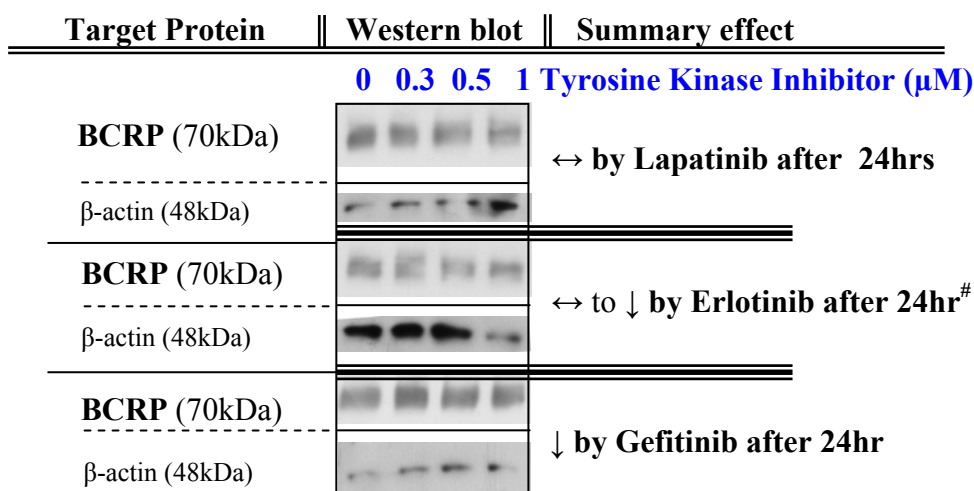 Target Protein || Western blot || Summary effect
0 0.3 0.5 1 Tyrosine Kinase Inhibitor (µM)
BCRP (70kDa)
↔ by Lapatinib after 24hrs
β-actin (48kDa)
BCRP (70kDa)
↔ to ↓ by Erlotinib after 24hr#
β-actin (48kDa)
BCRP (70kDa)
↓ by Gefitinib after 24hr
β-actin (48kDa)